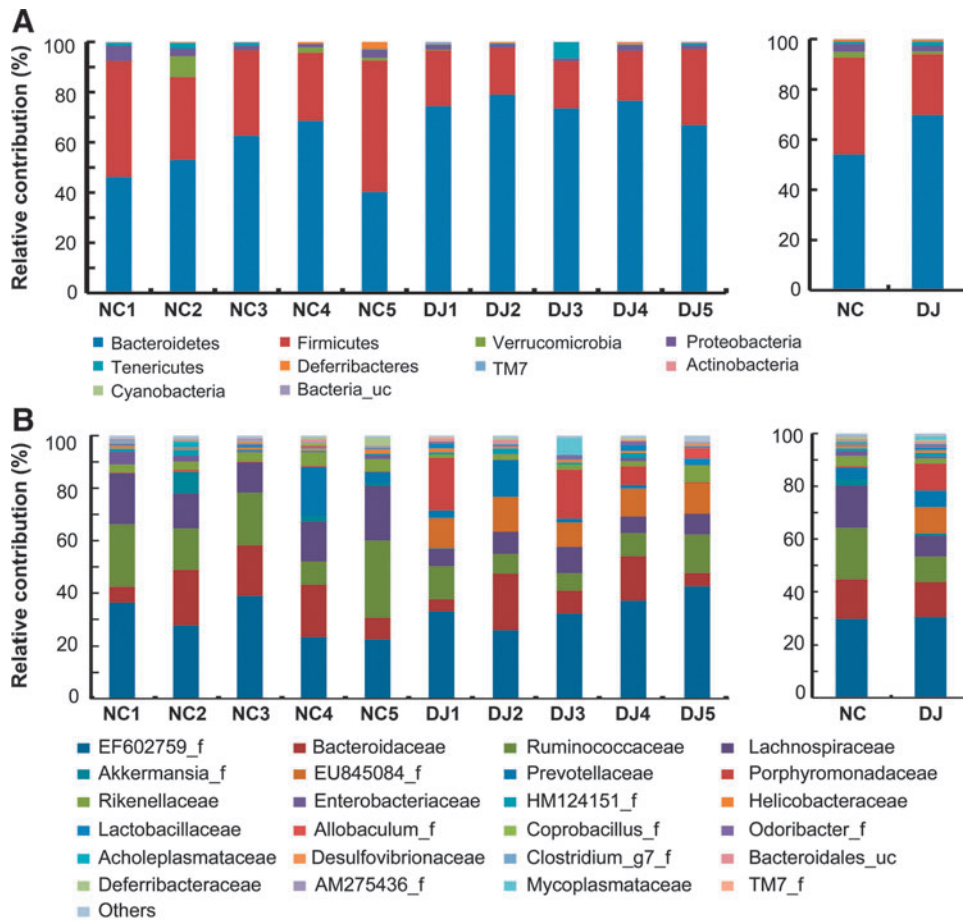 A
Relative contribution (%)
100
80
60
40
20
0
NC1 NC2 NC3 NC4 NC5 DJ1 DJ2 DJ3 DJ4 DJ5
100
80
60
40
20
0
NC DJ
Bacteroidetes Firmicutes Verrucomicrobia Proteobacteria
Tenericutes Deferribacteres TM7 Actinobacteria
Cyanobacteria Bacteria_uc
B
Relative contribution (%)
100
80
60
40
20
0
NC1 NC2 NC3 NC4 NC5 DJ1 DJ2 DJ3 DJ4 DJ5
100
80
60
40
20
0
NC DJ
EF602759_f Bacteroidaceae Ruminococcaceae Lachnospiraceae
Akkermansia_f EU845084_f Prevotellaceae Porphyromonadaceae
Rikenellaceae Enterobacteriaceae HM124151_f Helicobacteraceae
Lactobacillaceae Allobaculum_f Coprobacillus_f Odoribacter_f
Acholeplasmataceae Desulfovibrionaceae Clostridium_g7_f Bacteroidales_uc
Deferribacteraceae AM275436_f Mycoplasmataceae TM7_f
Others